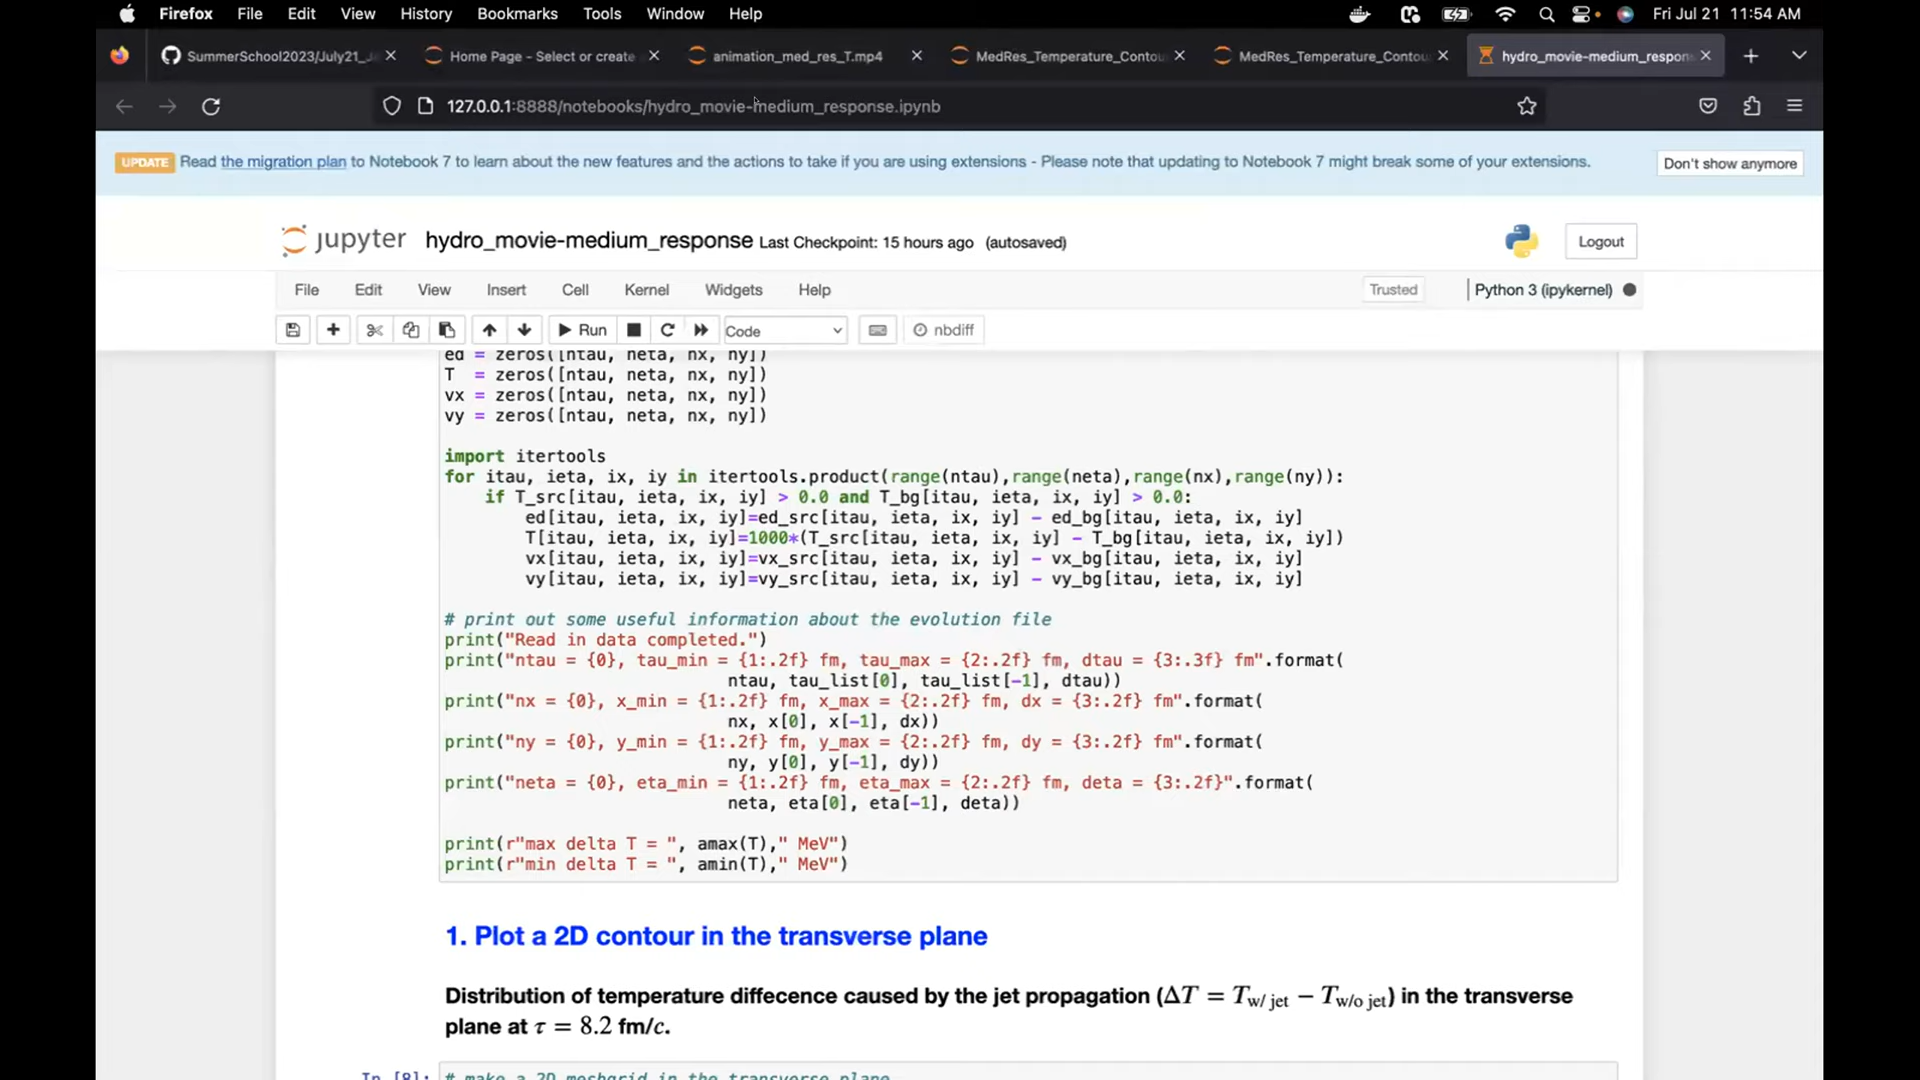 Firefox File Edit View History Bookmarks Tools Window Help Fri Jul 21 11:54 AM
SummerSchool2023/July21_J Home Page - Select or create animation_med_res_T.mp4 MedRes_Temperature_Contou MedRes_Temperature_Contou hydro_movie-medium_respon
127.0.0.1:8888/notebooks/hydro_movie-medium_response.ipynb
UPDATE Read the migration plan to Notebook 7 to learn about the new features and the actions to take if you are using extensions - Please note that updating to Notebook 7 might break some of your extensions. Don't show anymore
jupyter hydro_movie-medium_response Last Checkpoint: 15 hours ago (autosaved) Logout
File Edit View Insert Cell Kernel Widgets Help Trusted Python 3 (ipykernel)
Run Code nbdiff
ed = zeros([ntau, neta, nx, ny])
T = zeros([ntau, neta, nx, ny])
vx = zeros([ntau, neta, nx, ny])
vy = zeros([ntau, neta, nx, ny])
import itertools
for itau, ieta, ix, iy in itertools.product(range(ntau),range(neta),range(nx),range(ny)):
if T_src[itau, ieta, ix, iy] > 0.0 and T_bg[itau, ieta, ix, iy] > 0.0:
ed[itau, ieta, ix, iy]=ed_src[itau, ieta, ix, iy] - ed_bg[itau, ieta, ix, iy]
T[itau, ieta, ix, iy]=1000*(T_src[itau, ieta, ix, iy] - T_bg[itau, ieta, ix, iy])
vx[itau, ieta, ix, iy]=vx_src[itau, ieta, ix, iy] - vx_bg[itau, ieta, ix, iy]
vy[itau, ieta, ix, iy]=vy_src[itau, ieta, ix, iy] - vy_bg[itau, ieta, ix, iy]
# print out some useful information about the evolution file
print("Read in data completed.")
print("ntau = {0}, tau_min = {1:.2f} fm, tau_max = {2:.2f} fm, dtau = {3:.3f} fm".format(
ntau, tau_list[0], tau_list[-1], dtau))
print("nx = {0}, x_min = {1:.2f} fm, x_max = {2:.2f} fm, dx = {3:.2f} fm".format(
nx, x[0], x[-1], dx))
print("ny = {0}, y_min = {1:.2f} fm, y_max = {2:.2f} fm, dy = {3:.2f} fm".format(
ny, y[0], y[-1], dy))
print("neta = {0}, eta_min = {1:.2f} fm, eta_max = {2:.2f} fm, deta = {3:.2f}".format(
neta, eta[0], eta[-1], deta))
print(r"max delta T = ", amax(T)," MeV")
print(r"min delta T = ", amin(T)," MeV")
1. Plot a 2D contour in the transverse plane
Distribution of temperature diffecence caused by the jet propagation (ΔT = T_w/ jet − T_w/o jet) in the transverse
plane at τ = 8.2 fm/c.
In [8]: # make a 2D meshgrid in the transverse plane